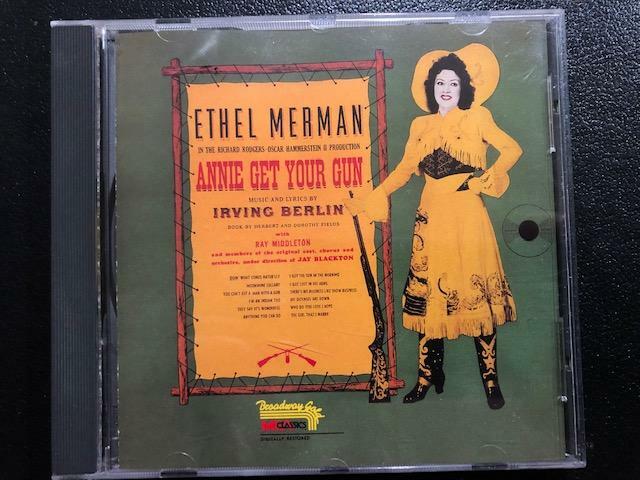 ETHEL MERMAN
IN THE RICHARD RODGERS-OSCAR HAMMERSTEIN II PRODUCTION
ANNIE GET YOUR GUN
MUSIC AND LYRICS BY
IRVING BERLIN
BOOK BY HERBERT AND DOROTHY FIELDS
with
RAY MIDDLETON
and members of the original cast, chorus and
orchestra, under direction of JAY BLACKTON
DOIN' WHAT COMES NATUR'LLY
MOONSHINE LULLABY
YOU CAN'T GET A MAN WITH A GUN
I'M AN INDIAN TOO
THEY SAY IT'S WONDERFUL
ANYTHING YOU CAN DO
I GOT THE SUN IN THE MORNING
I GOT LOST IN HIS ARMS
THERE'S NO BUSINESS LIKE SHOW BUSINESS
MY DEFENSES ARE DOWN
WHO DO YOU LOVE I HOPE
THE GIRL THAT I MARRY
Broadway Gold
CLASSICS
DIGITALLY RESTORED